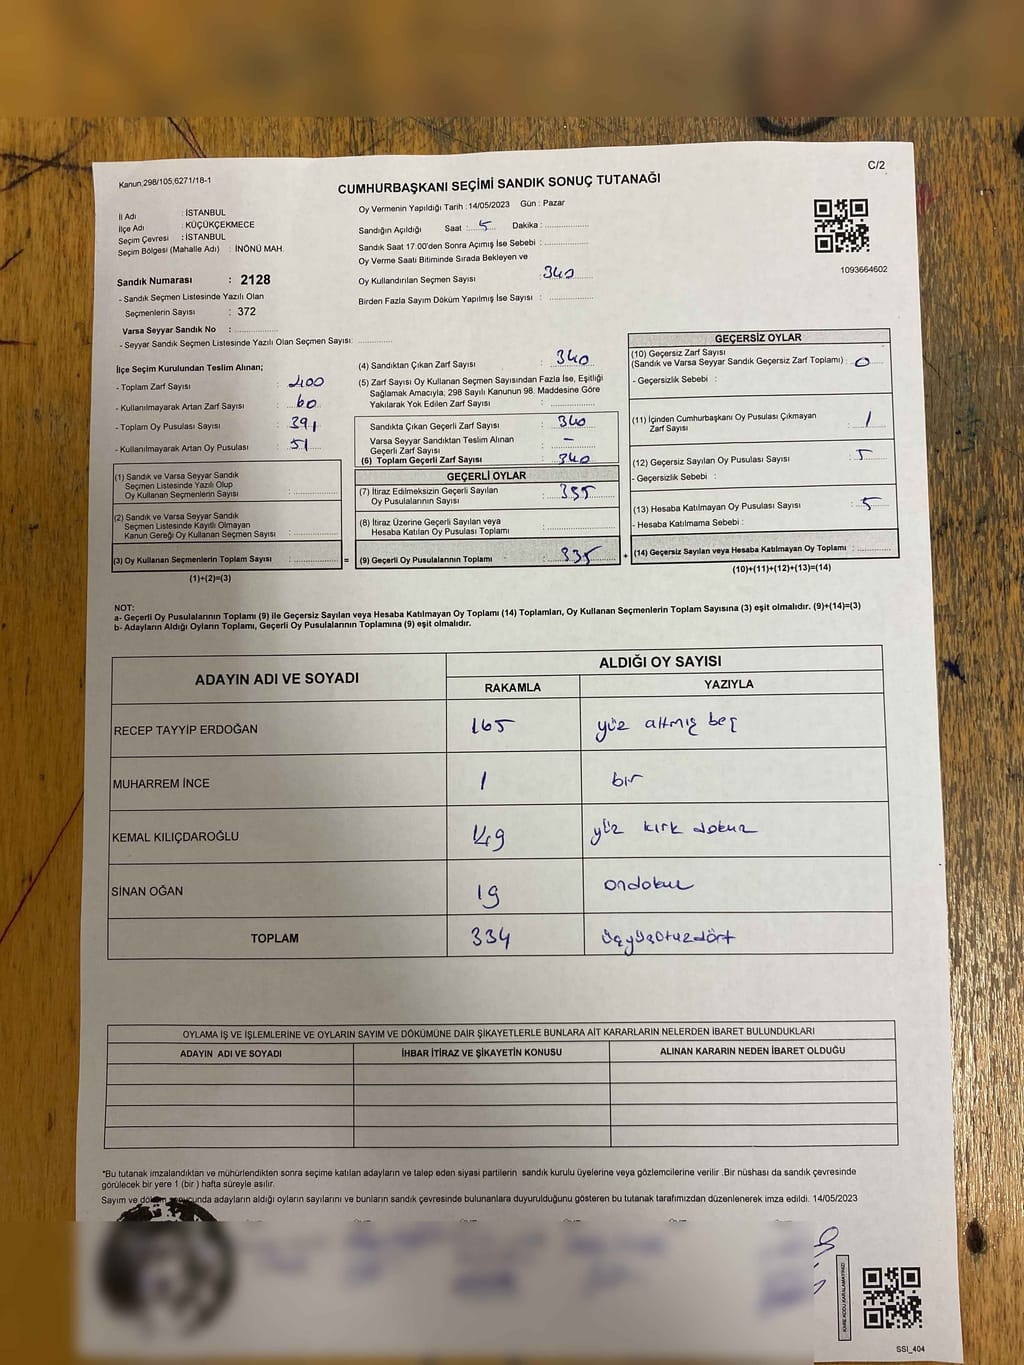 Kanun,298/105,6271/18-1
C/2
CUMHURBAŞKANI SEÇİMİ SANDIK SONUÇ TUTANAĞI
İl Adı : İSTANBUL
İlçe Adı : KÜÇÜKÇEKMECE
Seçim Çevresi : İSTANBUL
Seçim Bölgesi (Mahalle Adı) : İNÖNÜ MAH.
Sandık Numarası : 2128
- Sandık Seçmen Listesinde Yazılı Olan
Seçmenlerin Sayısı : 372
Varsa Seyyar Sandık No : ..............
- Seyyar Sandık Seçmen Listesinde Yazılı Olan Seçmen Sayısı: ..............
Oy Vermenin Yapıldığı Tarih : 14/05/2023 Gün : Pazar
Sandığın Açıldığı Saat : 5 Dakika : ..............
Sandık Saat 17.00'den Sonra Açımış İse Sebebi : ..............
Oy Verme Saati Bitiminde Sırada Bekleyen ve
Oy Kullandırılan Seçmen Sayısı : 340
Birden Fazla Sayım Döküm Yapılmış İse Sayısı : ..............
1093664602
İlçe Seçim Kurulundan Teslim Alınan;
- Toplam Zarf Sayısı : 400
- Kullanılmayarak Artan Zarf Sayısı : 60
- Toplam Oy Pusulası Sayısı : 391
- Kullanılmayarak Artan Oy Pusulası : 51
(1) Sandık ve Varsa Seyyar Sandık
Seçmen Listesinde Yazılı Olup
Oy Kullanan Seçmenlerin Sayısı : ..............
(2) Sandık ve Varsa Seyyar Sandık
Seçmen Listesinde Kayıtlı Olmayan
Kanun Gereği Oy Kullanan Seçmen Sayısı : ..............
(3) Oy Kullanan Seçmenlerin Toplam Sayısı : .............. =
(1)+(2)=(3)
(4) Sandıktan Çıkan Zarf Sayısı : 340
(5) Zarf Sayısı Oy Kullanan Seçmen Sayısından Fazla İse, Eşitliği
Sağlamak Amacıyla; 298 Sayılı Kanunun 98. Maddesine Göre
Yakılarak Yok Edilen Zarf Sayısı : ..............
Sandıkta Çıkan Geçerli Zarf Sayısı : 340
Varsa Seyyar Sandıktan Teslim Alınan
Geçerli Zarf Sayısı : -
(6) Toplam Geçerli Zarf Sayısı : 340
GEÇERLİ OYLAR
(7) İtiraz Edilmeksizin Geçerli Sayılan
Oy Pusulalarının Sayısı : 335
(8) İtiraz Üzerine Geçerli Sayılan veya
Hesaba Katılan Oy Pusulaları Toplamı : ..............
(9) Geçerli Oy Pusulalarının Toplamı : 335 +
GEÇERSİZ OYLAR
(10) Geçersiz Zarf Sayısı
(Sandık ve Varsa Seyyar Sandık Geçersiz Zarf Toplamı) : 0
- Geçersizlik Sebebi :
(11) İçinden Cumhurbaşkanı Oy Pusulası Çıkmayan
Zarf Sayısı : 1
(12) Geçersiz Sayılan Oy Pusulası Sayısı : 5
- Geçersizlik Sebebi :
(13) Hesaba Katılmayan Oy Pusulası Sayısı : 5
- Hesaba Katılmama Sebebi :
(14) Geçersiz Sayılan veya Hesaba Katılmayan Oy Toplamı : ..............
(10)+(11)+(12)+(13)=(14)
NOT:
a- Geçerli Oy Pusulalarının Toplamı (9) ile Geçersiz Sayılan veya Hesaba Katılmayan Oy Toplamı (14) Toplamları, Oy Kullanan Seçmenlerin Toplam Sayısına (3) eşit olmalıdır. (9)+(14)=(3)
b- Adayların Aldığı Oyların Toplamı, Geçerli Oy Pusulalarının Toplamına (9) eşit olmalıdır.
ADAYIN ADI VE SOYADI
ALDIĞI OY SAYISI
RAKAMLA YAZIYLA
RECEP TAYYİP ERDOĞAN 165 yüz altmış beş
MUHARREM İNCE 1 bir
KEMAL KILIÇDAROĞLU 149 yüz kırk dokuz
SİNAN OĞAN 19 ondokuz
TOPLAM 334 üçyüzotuzdört
OYLAMA İŞ VE İŞLEMLERİNE VE OYLARIN SAYIM VE DÖKÜMÜNE DAİR ŞİKAYETLERLE BUNLARA AİT KARARLARIN NELERDEN İBARET BULUNDUKLARI
ADAYIN ADI VE SOYADI İHBAR İTİRAZ VE ŞİKAYETİN KONUSU ALINAN KARARIN NEDEN İBARET OLDUĞU
*Bu tutanak imzalandıktan ve mühürlendikten sonra seçime katılan adayların ve talep eden siyasi partilerin sandık kurulu üyelerine veya gözlemcilerine verilir .Bir nüshası da sandık çevresinde
görülecek bir yere 1 (bir ) hafta süreyle asılır.
Sayım ve döküm sonucunda adayların aldığı oyların sayılarını ve bunların sandık çevresinde bulunanlara duyurulduğunu gösteren bu tutanak tarafımızdan düzenlenerek imza edildi. 14/05/2023
KARE KODU KARALAMAYINIZ!
SSI_404